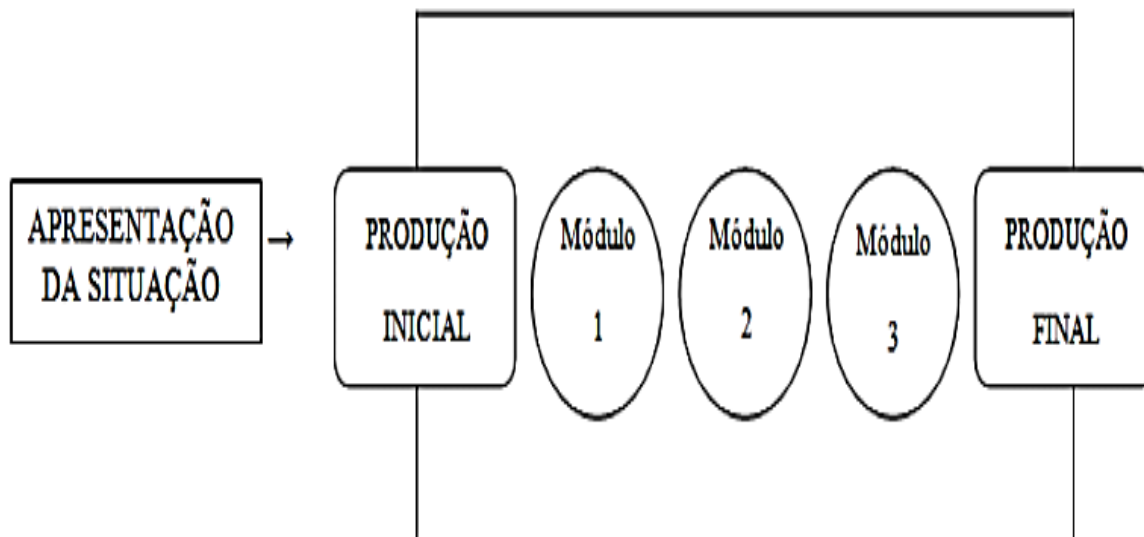 APRESENTAÇÃO
DA SITUAÇÃO
→
PRODUÇÃO
INICIAL
Módulo
1
Módulo
2
Módulo
3
PRODUÇÃO
FINAL